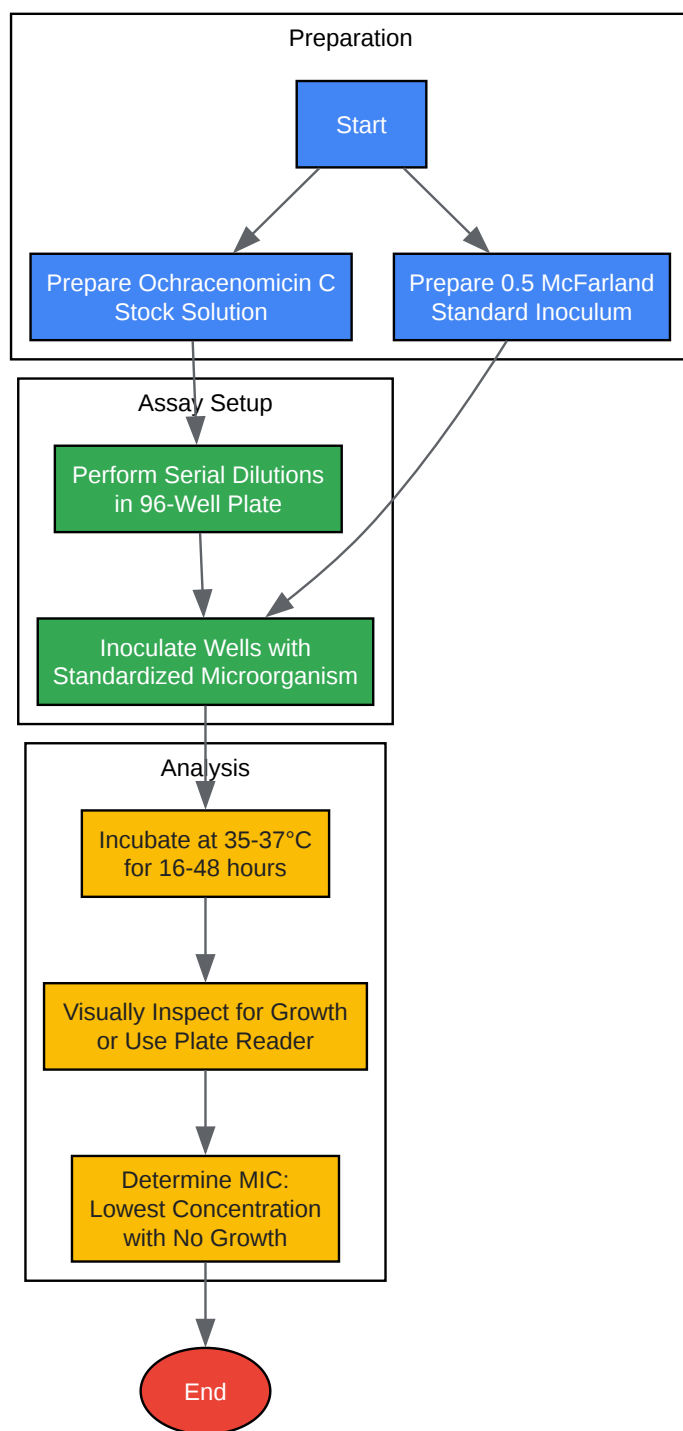 Preparation
Start
Prepare Ochracenomicin C
Stock Solution
Prepare 0.5 McFarland
Standard Inoculum
Assay Setup
Perform Serial Dilutions
in 96-Well Plate
Inoculate Wells with
Standardized Microorganism
Analysis
Incubate at 35-37°C
for 16-48 hours
Visually Inspect for Growth
or Use Plate Reader
Determine MIC:
Lowest Concentration
with No Growth
End